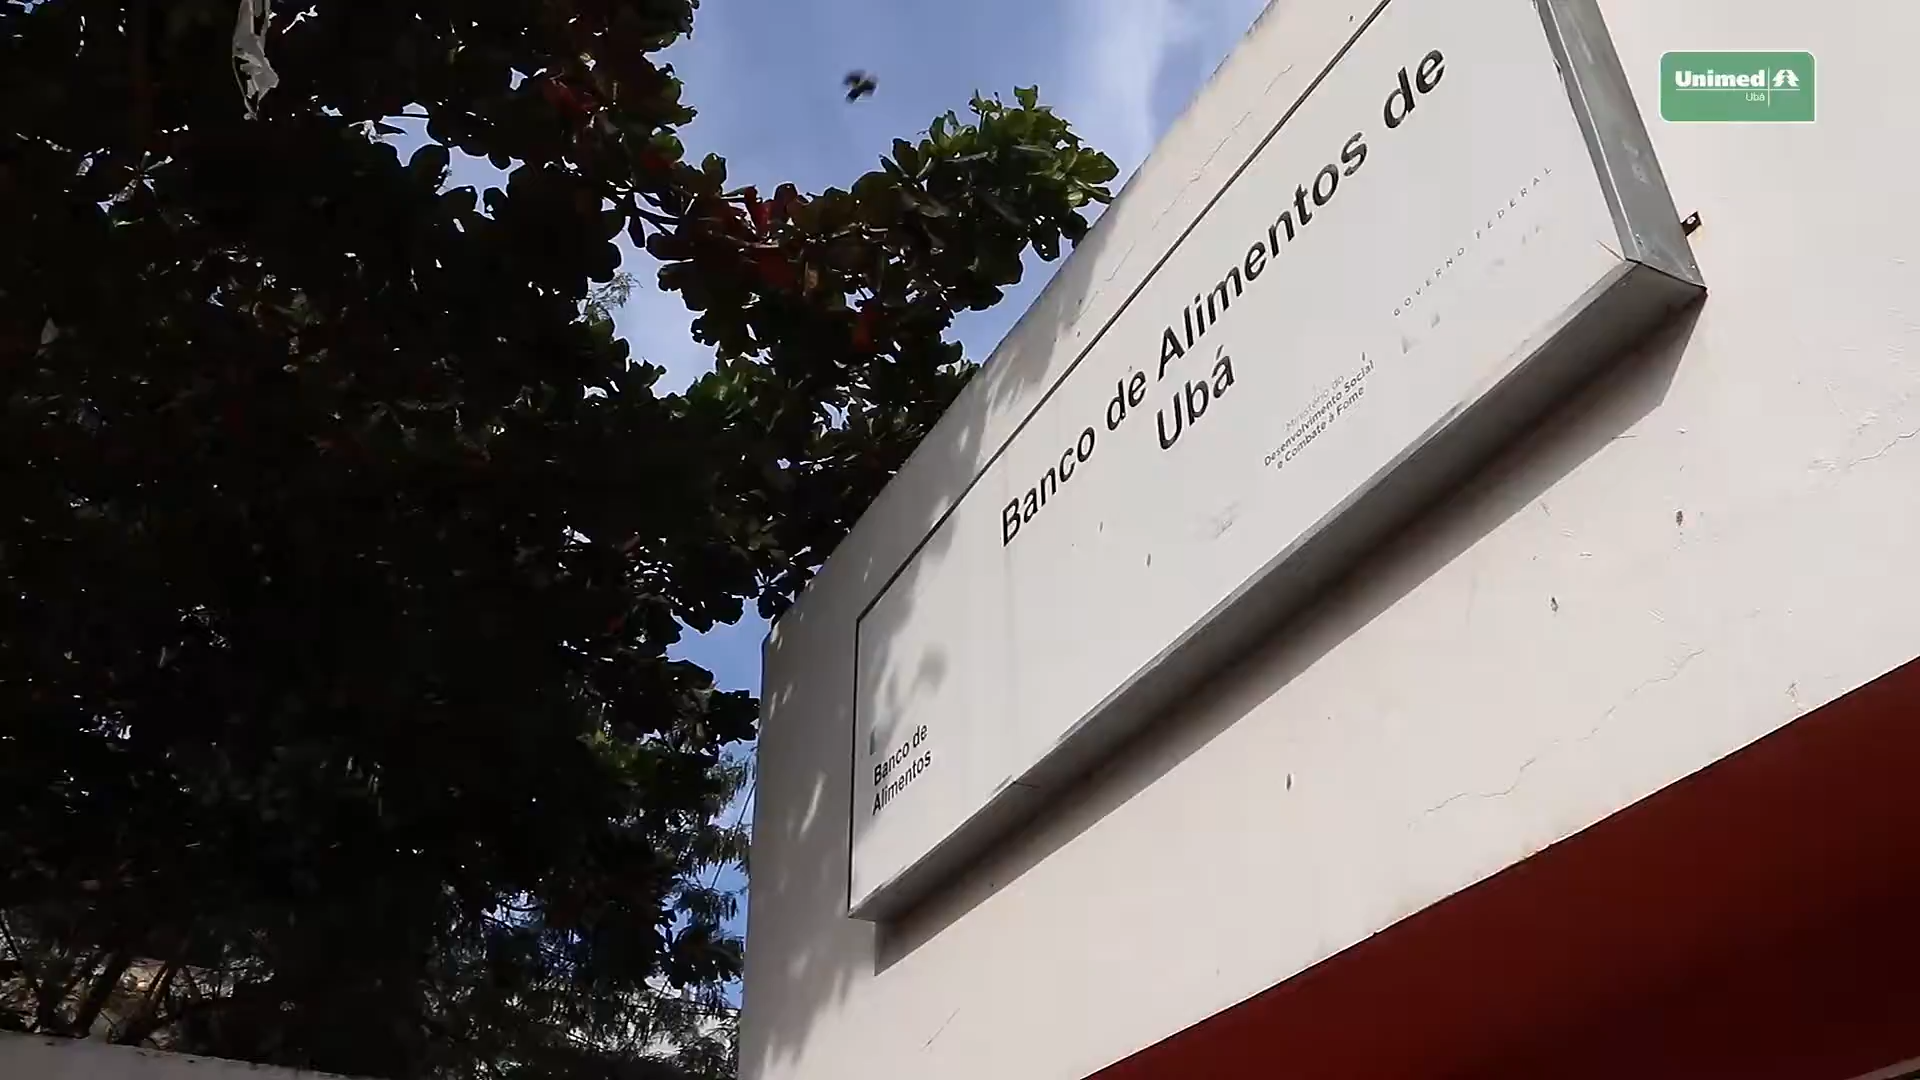 Banco de Alimentos de
Ubá
Ministério do
Desenvolvimento Social
e Combate à Fome
GOVERNO FEDERAL
Banco de
Alimentos
Unimed
Ubá